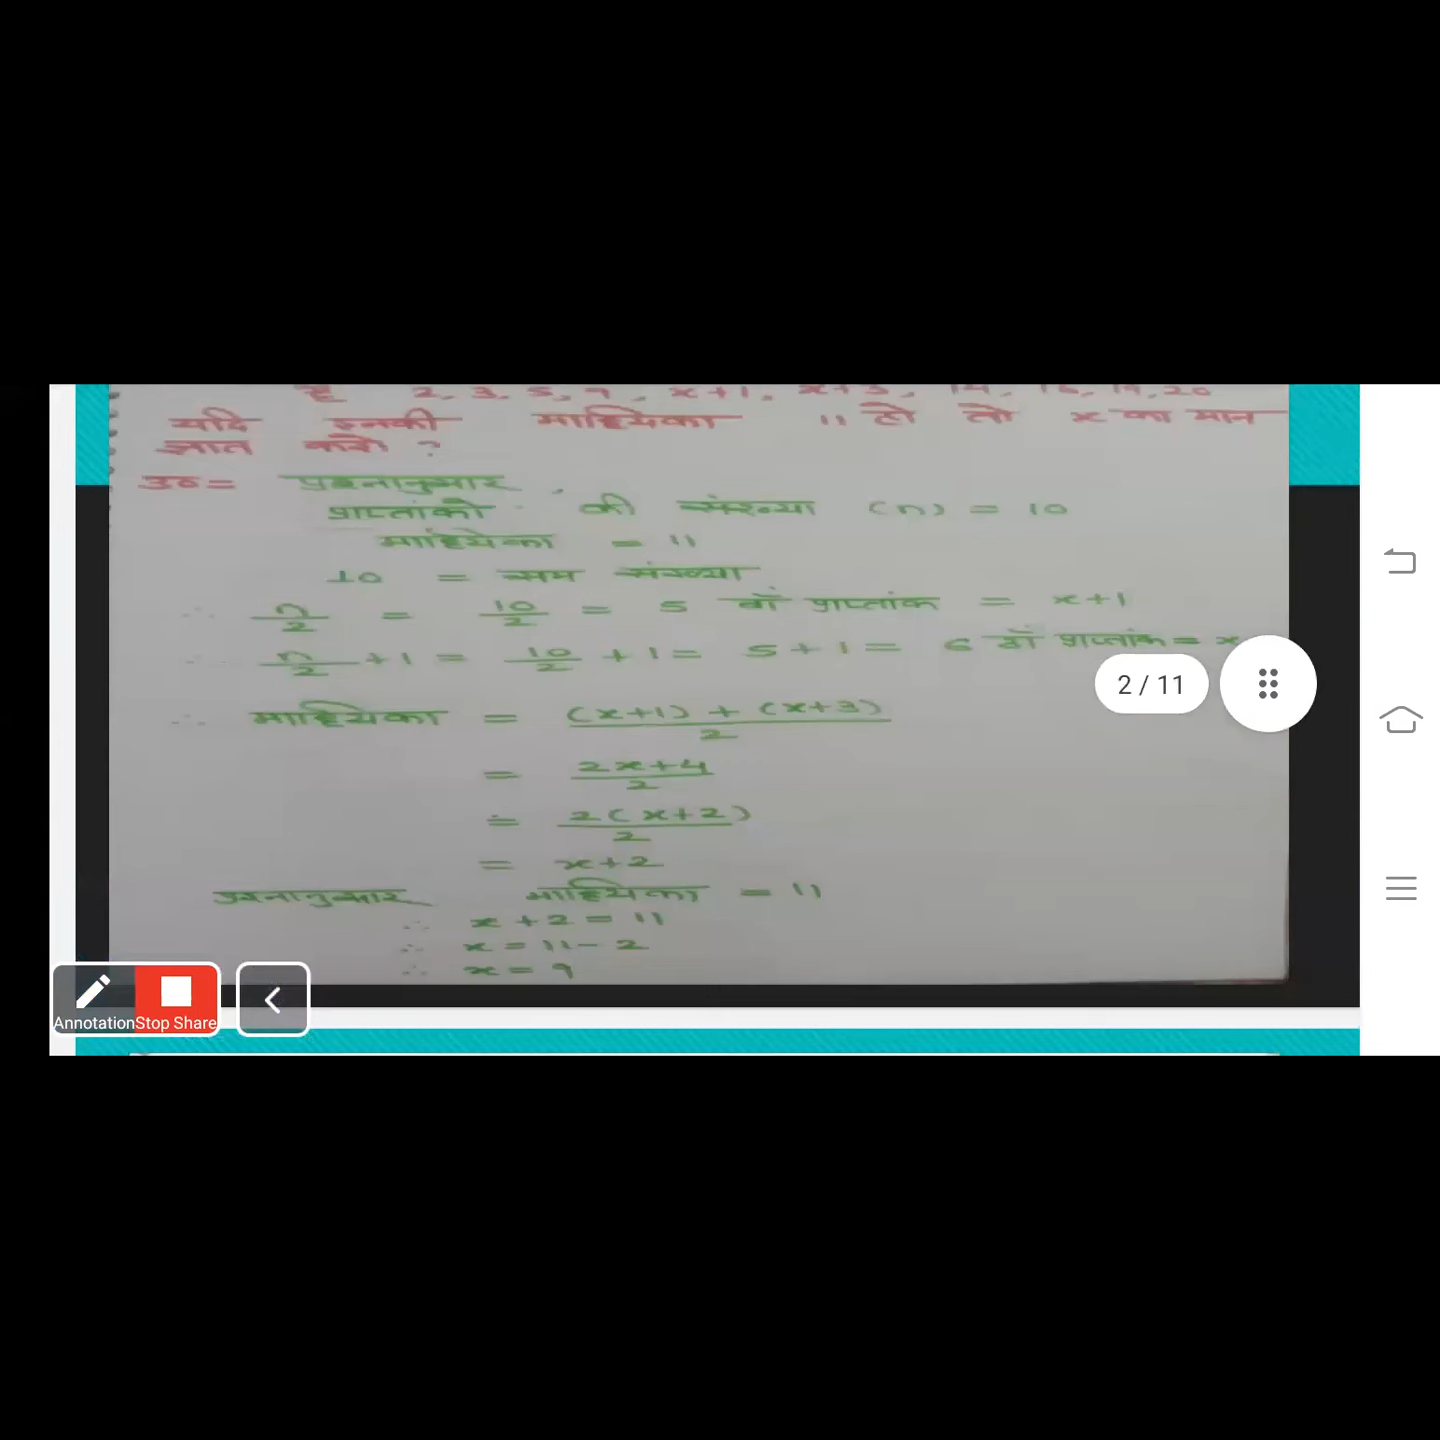 है 2, 3, 5, 7, x+1, x+3, 14, 16, 19, 20
यदि इनकी माध्यिका 11 हो तो x का मान
ज्ञात करो ?
उ०= प्रश्नानुसार,
प्राप्तांको की संख्या (n) = 10
माध्यिका = 11
10 = सम संख्या
∴ n/2 = 10/2 = 5 वाँ प्राप्तांक = x+1
∴ n/2 +1 = 10/2 + 1 = 5+1 = 6 वाँ प्राप्तांक = x
2 / 11
∴ माध्यिका = (x+1) + (x+3) / 2
= 2x+4 / 2
= 2(x+2) / 2
= x+2
प्रश्नानुसार माध्यिका = 11
∴ x+2 = 11
∴ x = 11-2
∴ x = 9
Annotation Stop Share